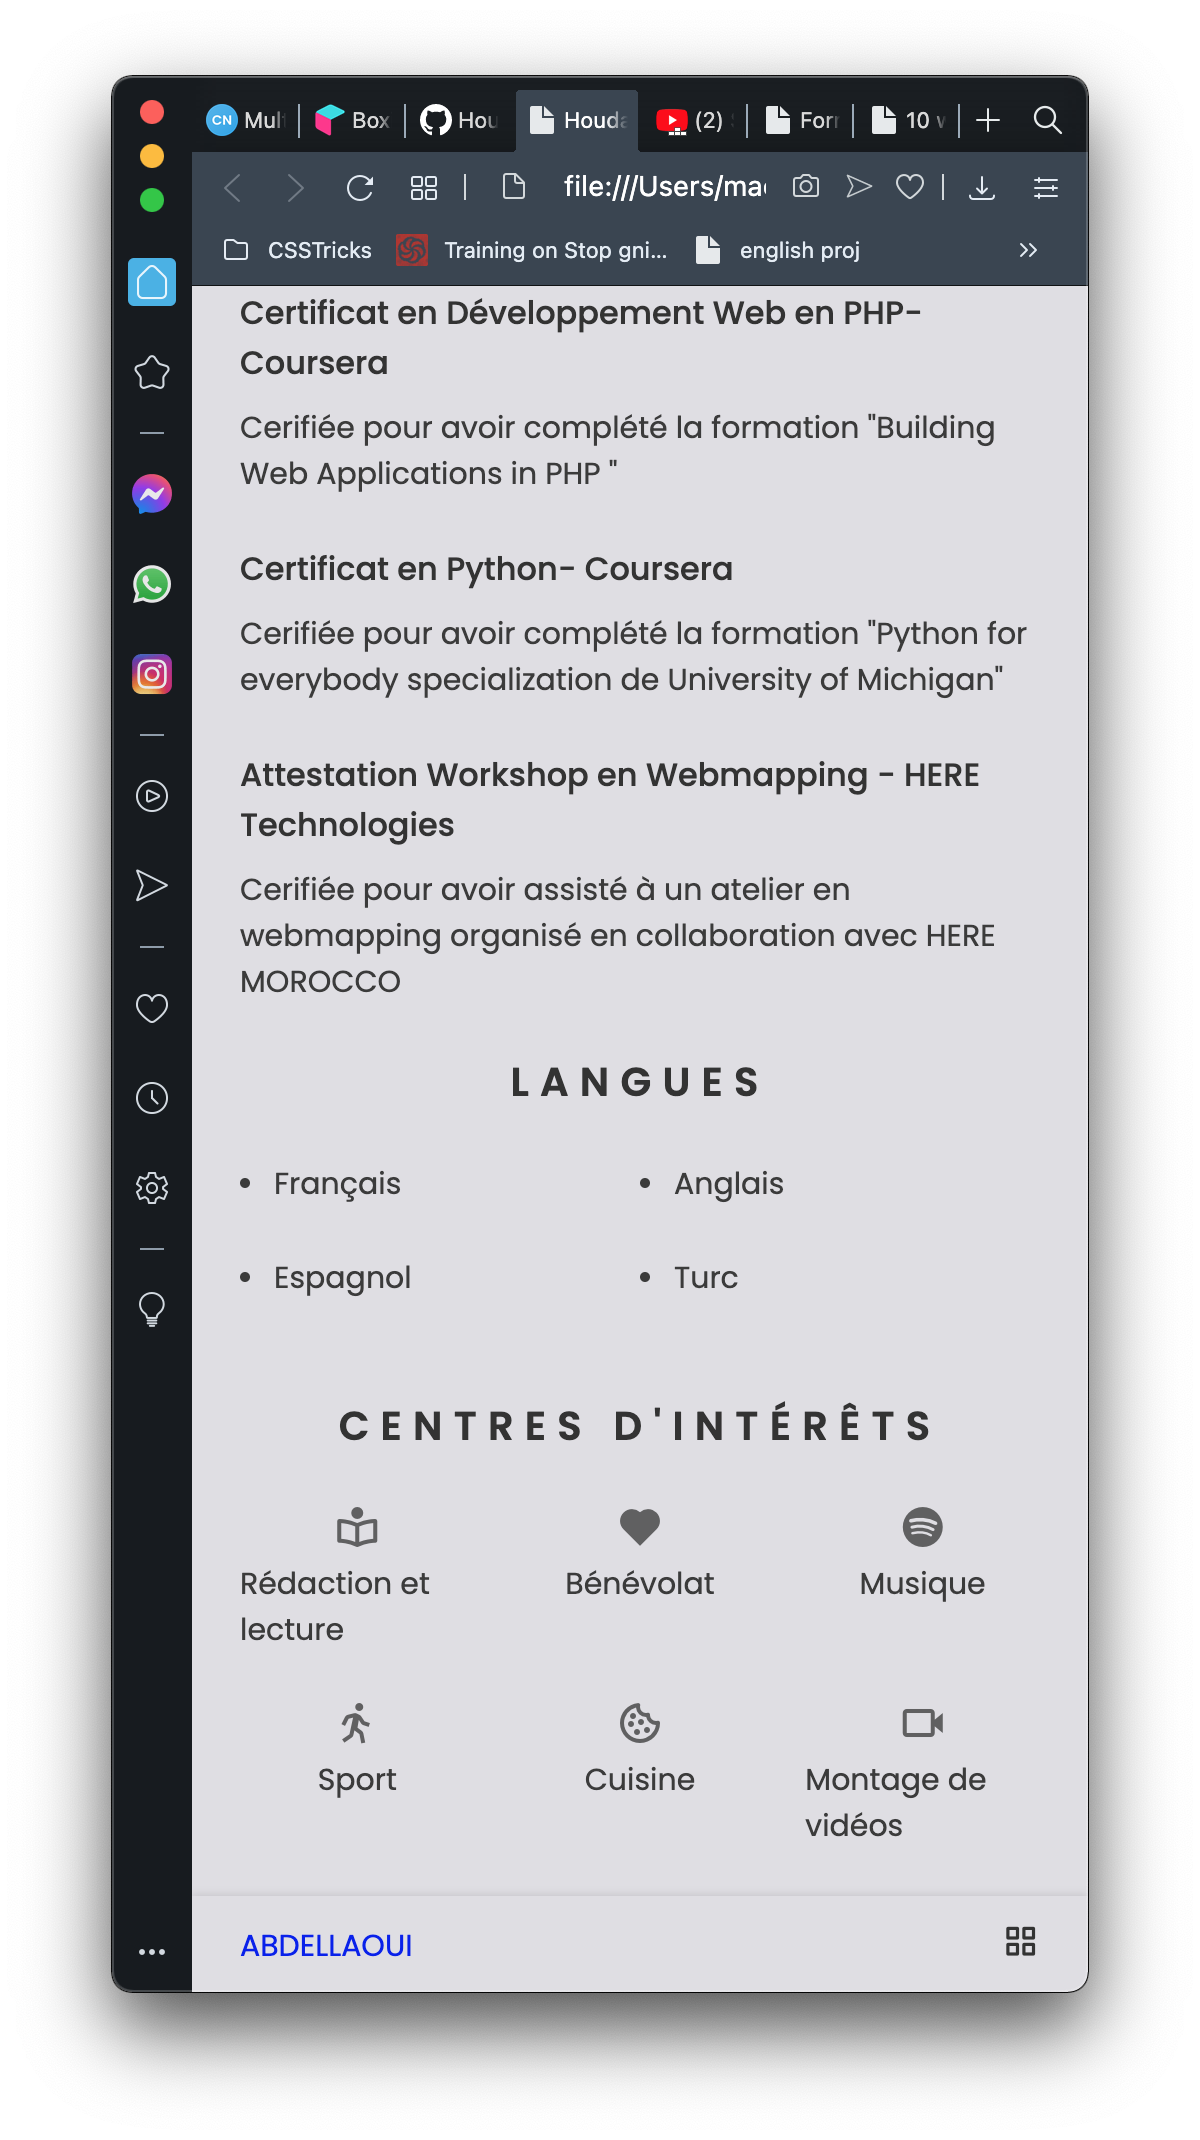 CN Mul
Box
Hou
Houda
(2)
Forr
10 w
file:///Users/mac
CSSTricks
Training on Stop gni...
english proj
Certificat en Développement Web en PHP-
Coursera
Cerifiée pour avoir complété la formation "Building
Web Applications in PHP "
Certificat en Python- Coursera
Cerifiée pour avoir complété la formation "Python for
everybody specialization de University of Michigan"
Attestation Workshop en Webmapping - HERE
Technologies
Cerifiée pour avoir assisté à un atelier en
webmapping organisé en collaboration avec HERE
MOROCCO
LANGUES
• Français
• Anglais
• Espagnol
• Turc
CENTRES D'INTÉRÊTS
Rédaction et
lecture
Bénévolat
Musique
Sport
Cuisine
Montage de
vidéos
ABDELLAOUI